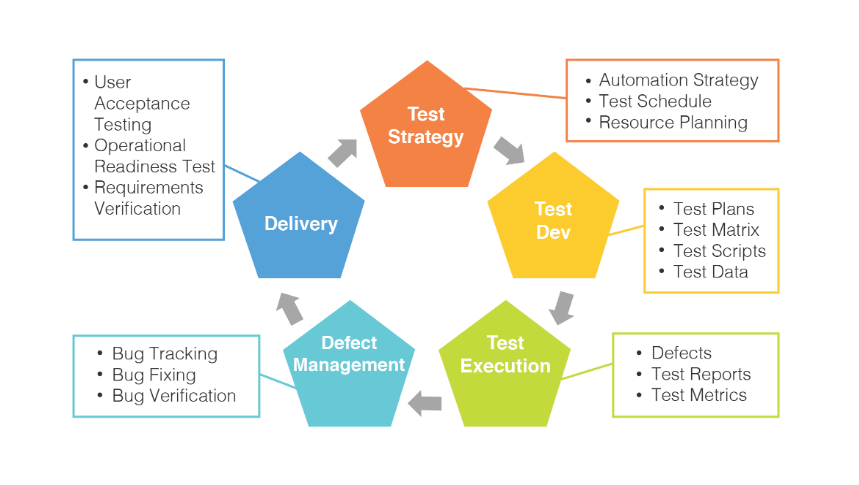 Test
Strategy
• Automation Strategy
• Test Schedule
• Resource Planning
Test
Dev
• Test Plans
• Test Matrix
• Test Scripts
• Test Data
Test
Execution
• Defects
• Test Reports
• Test Metrics
Defect
Management
• Bug Tracking
• Bug Fixing
• Bug Verification
Delivery
• User
Acceptance
Testing
• Operational
Readiness Test
• Requirements
Verification